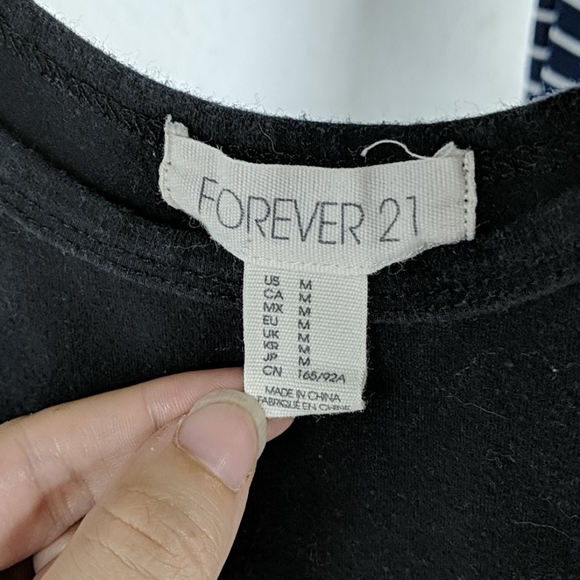 FOREVER 21
US M
CA M
MX M
EU M
UK M
KR M
JP M
CN 165/92A
MADE IN CHINA
FABRIQUÉ EN CHINE